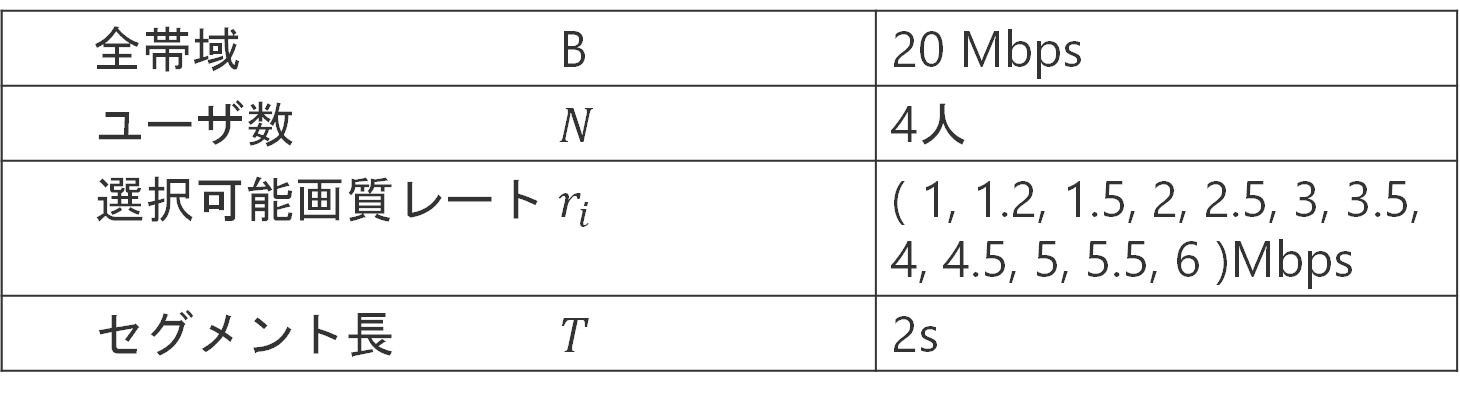 全帯域 B 20 Mbps
ユーザ数 N 4人
選択可能画質レート r_i ( 1, 1.2, 1.5, 2, 2.5, 3, 3.5,
4, 4.5, 5, 5.5, 6 )Mbps
セグメント長 T 2s